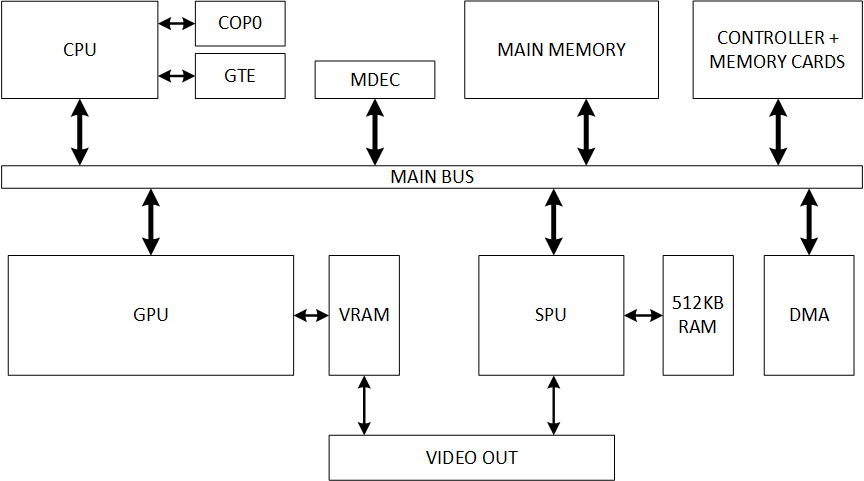 CPU
COP0
GTE
MDEC
MAIN MEMORY
CONTROLLER +
MEMORY CARDS
MAIN BUS
GPU
VRAM
SPU
512KB
RAM
DMA
VIDEO OUT